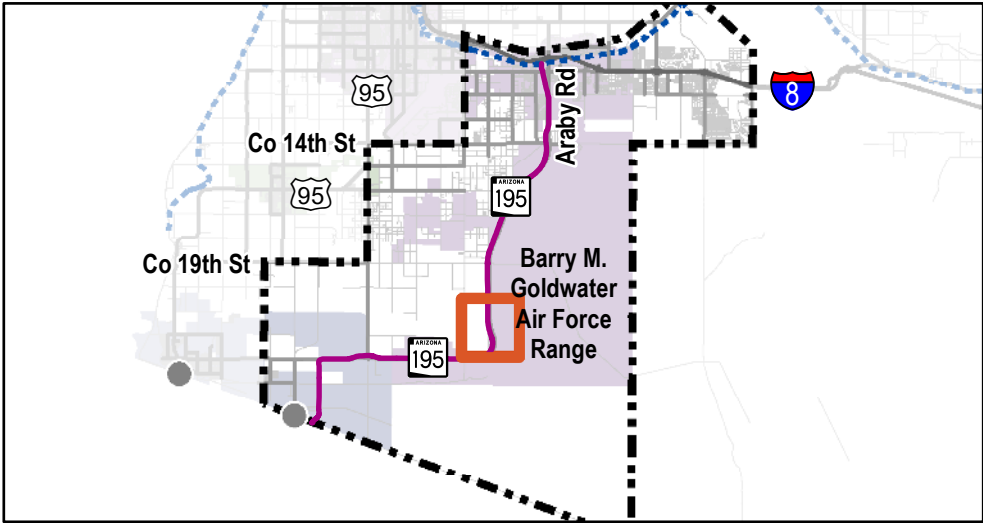 95
8
Araby Rd
Co 14th St
95
ARIZONA
195
Co 19th St
Barry M.
Goldwater
Air Force
Range
ARIZONA
195